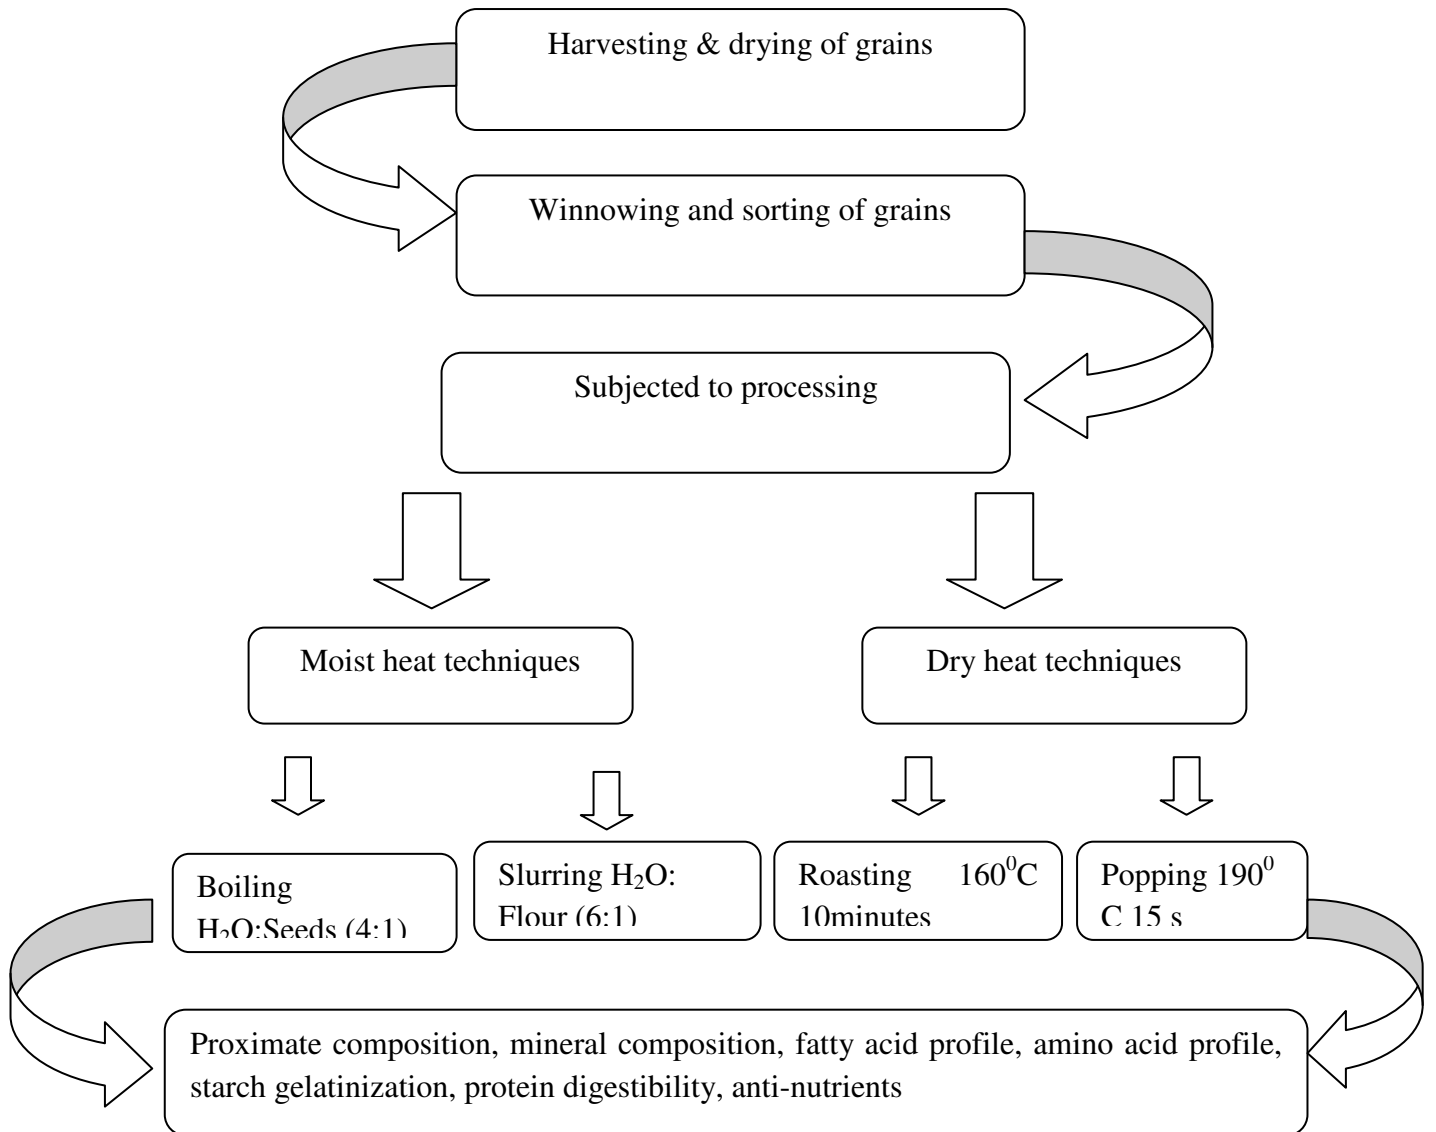 Harvesting & drying of grains
Winnowing and sorting of grains
Subjected to processing
Moist heat techniques
Dry heat techniques
Boiling
H₂O:Seeds (4:1)
Slurring H₂O:
Flour (6:1)
Roasting 160⁰C
10minutes
Popping 190⁰
C 15 s
Proximate composition, mineral composition, fatty acid profile, amino acid profile,
starch gelatinization, protein digestibility, anti-nutrients